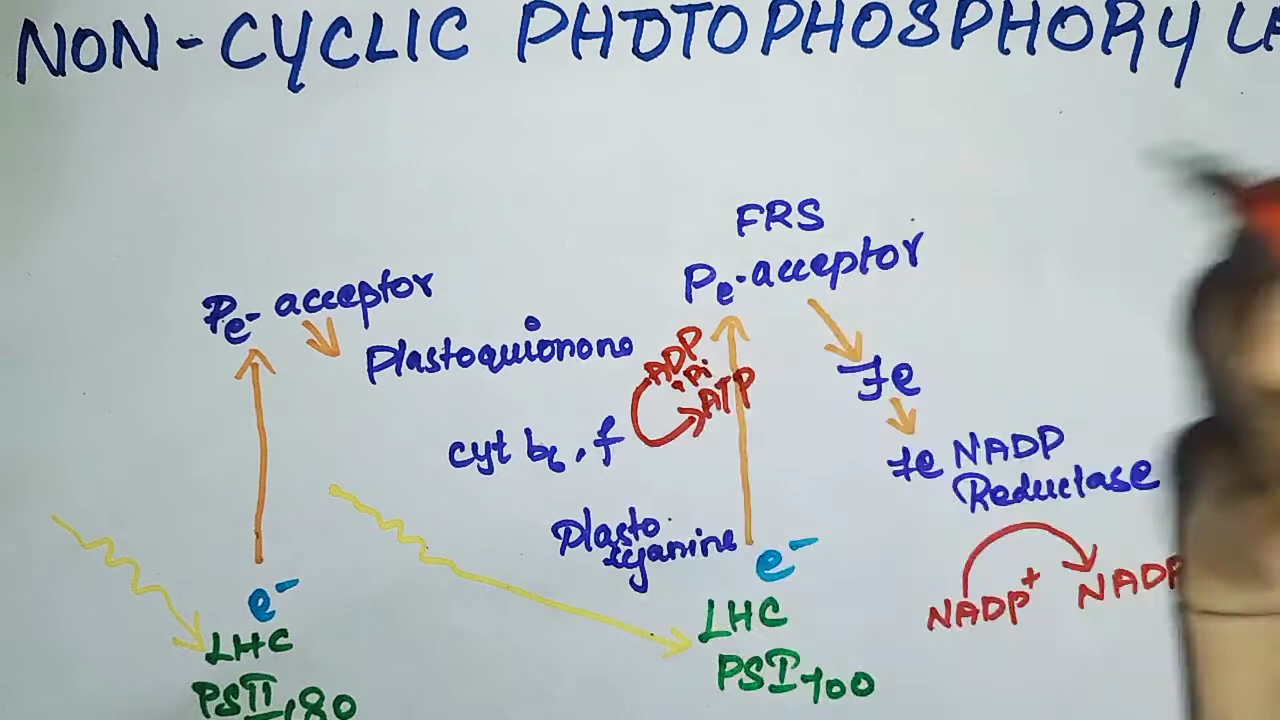 NON-CYCLIC PHOTOPHOSPHORYLA
FRS
Pe- acceptor
Pe- acceptor
Plastoquionone
ADP
+ Pi
ATP
Fe
cyt b6, f
Fe NADP
Reductase
Plasto
cyanine
e-
e-
NADP+
NADP
LHC
LHC
PSI 700
PSII 680